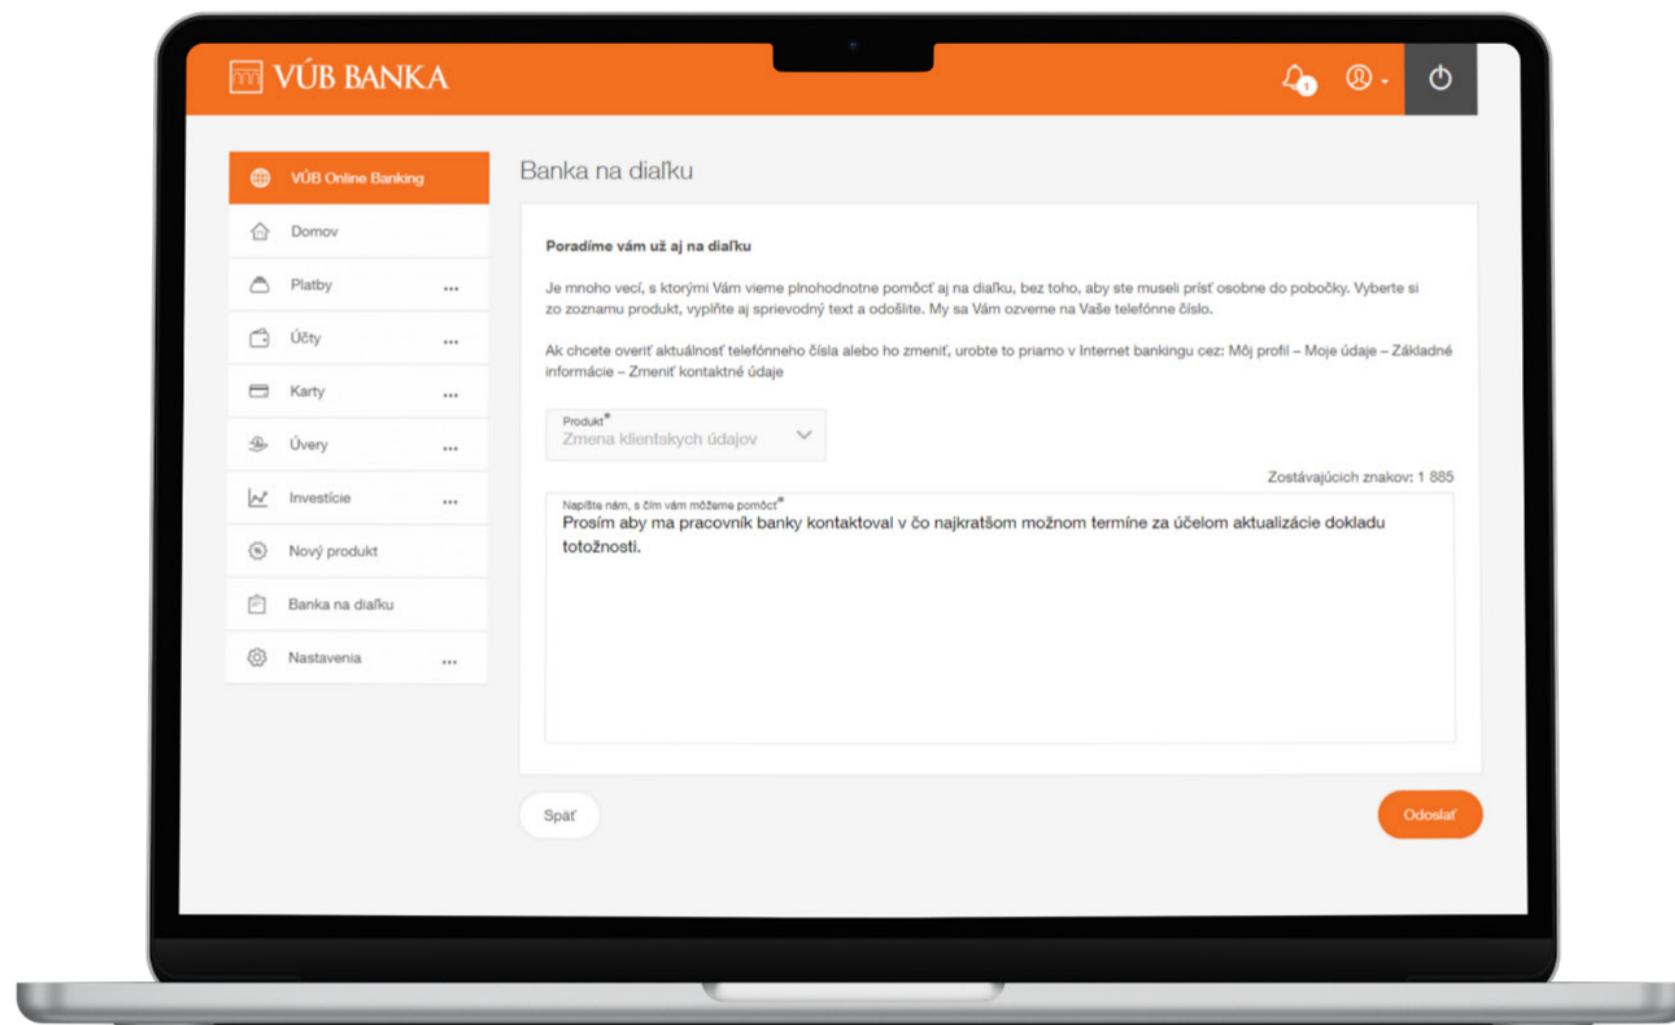 VÚB BANKA
1
VÚB Online Banking
Domov
Platby ...
Účty ...
Karty ...
Úvery ...
Investície ...
Nový produkt
Banka na diaľku
Nastavenia ...
Banka na diaľku
Poradíme vám už aj na diaľku
Je mnoho vecí, s ktorými Vám vieme plnohodnotne pomôcť aj na diaľku, bez toho, aby ste museli prísť osobne do pobočky. Vyberte si
zo zoznamu produkt, vyplňte aj sprievodný text a odošlite. My sa Vám ozveme na Vaše telefónne číslo.
Ak chcete overiť aktuálnosť telefónneho čísla alebo ho zmeniť, urobte to priamo v Internet bankingu cez: Môj profil – Moje údaje – Základné
informácie – Zmeniť kontaktné údaje
Produkt*
Zmena klientskych údajov
Zostávajúcich znakov: 1 885
Napíšte nám, s čím vám môžeme pomôcť*
Prosím aby ma pracovník banky kontaktoval v čo najkratšom možnom termíne za účelom aktualizácie dokladu
totožnosti.
Späť
Odoslať